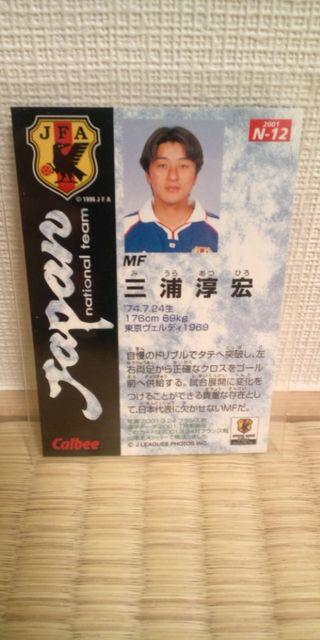 JFA
© 1996 J F A
Japan
national team
Calbee
2001
N-12
MF
み うら あつ ひろ
三浦淳宏
'74.7.24生
176cm 69kg
東京ヴェルディ1969
自慢のドリブルでタテへ突破し、左
右両足から正確なクロスをゴール
前へ供給する。試合展開に変化を
つけることができる貴重な存在とし
て、日本代表に欠かせないMFだ。
© J.LEAGUE PHOTOS INC.